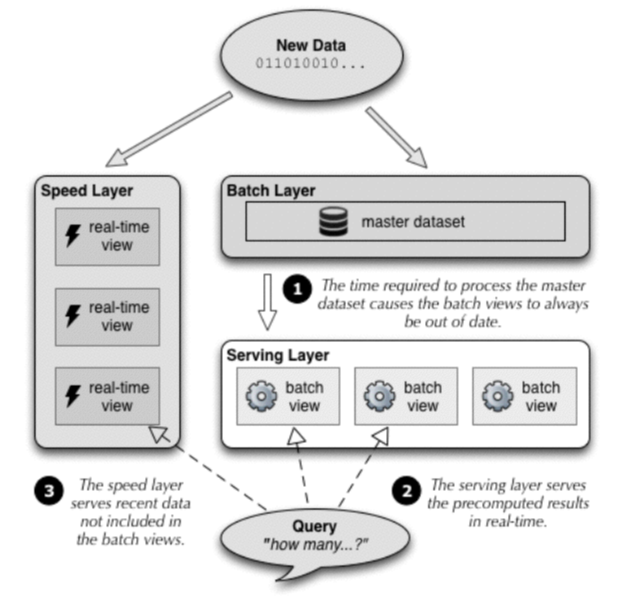 New Data
011010010...
Speed Layer
real-time
view
real-time
view
real-time
view
Batch Layer
master dataset
1
The time required to process the master
dataset causes the batch views to always
be out of date.
Serving Layer
batch
view
batch
view
batch
view
3
The speed layer
serves recent data
not included in
the batch views.
2
The serving layer serves
the precomputed results
in real-time.
Query
"how many...?"